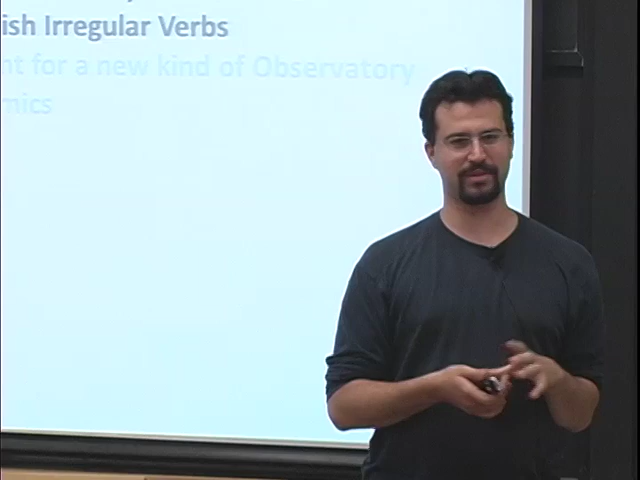 ish Irregular Verbs
nt for a new kind of Observatory
mics